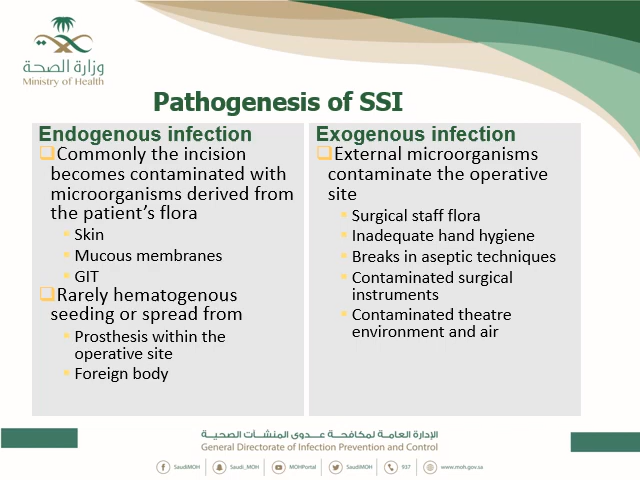 وزارة الصحة
Ministry of Health
Pathogenesis of SSI
Endogenous infection
Commonly the incision
becomes contaminated with
microorganisms derived from
the patient's flora
Skin
Mucous membranes
GIT
Rarely hematogenous
seeding or spread from
Prosthesis within the
operative site
Foreign body
Exogenous infection
External microorganisms
contaminate the operative
site
Surgical staff flora
Inadequate hand hygiene
Breaks in aseptic techniques
Contaminated surgical
instruments
Contaminated theatre
environment and air
الإدارة العامة لمكافحة عدوى المنشآت الصحية
General Directorate of Infection Prevention and Control
SaudiMOH
Saudi_MOH
MOHPortal
SaudiMOH
937
www.moh.gov.sa